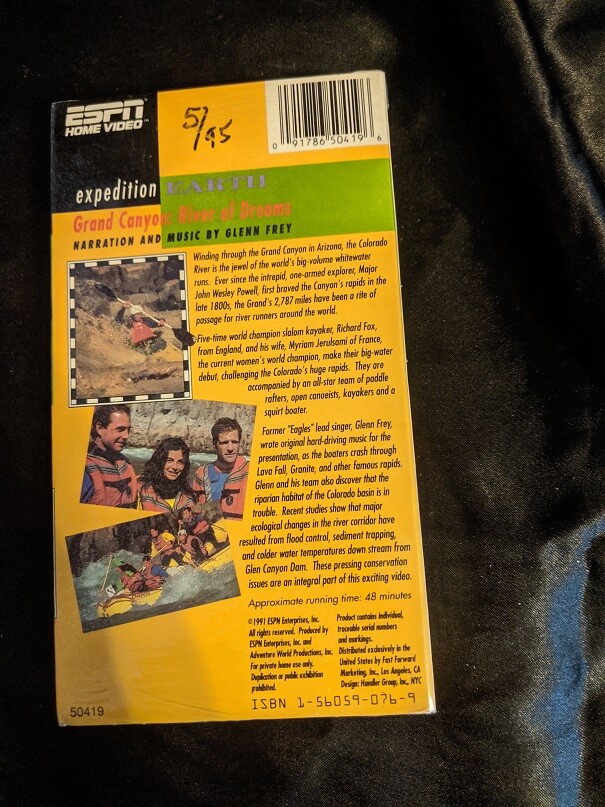 ESPN
HOME VIDEO™
5/95
0 91786 50419 6
expedition EARTH
Grand Canyon: River of Dreams
NARRATION AND MUSIC BY GLENN FREY
Winding through the Grand Canyon in Arizona, the Colorado
River is the jewel of the world's big-volume whitewater
runs. Ever since the intrepid, one-armed explorer, Major
John Wesley Powell, first braved the Canyon's rapids in the
late 1800s, the Grand's 2,787 miles have been a rite of
passage for river runners around the world.
Five-time world champion slalom kayaker, Richard Fox,
from England, and his wife, Myriam Jerulsami of France,
the current women's world champion, make their big-water
debut, challenging the Colorado's huge rapids. They are
accompanied by an all-star team of paddle
rafters, open canoeists, kayakers and a
squirt boater.
Former "Eagles" lead singer, Glenn Frey,
wrote original hard-driving music for the
presentation, as the boaters crash through
Lava Fall, Granite, and other famous rapids.
Glenn and his team also discover that the
riparian habitat of the Colorado basin is in
trouble. Recent studies show that major
ecological changes in the river corridor have
resulted from flood control, sediment trapping,
and colder water temperatures down stream from
Glen Canyon Dam. These pressing conservation
issues are an integral part of this exciting video.
Approximate running time: 48 minutes
©1991 ESPN Enterprises, Inc.
All rights reserved. Produced by
ESPN Enterprises, Inc. and
Adventure World Productions, Inc.
For private home use only.
Duplication or public exhibition
prohibited.
Product contains individual,
traceable serial numbers
and markings.
Distributed exclusively in the
United States by Fast Forward
Marketing, Inc., Los Angeles, CA
Design: Handler Group, Inc., NYC
ISBN 1-56059-076-9
50419